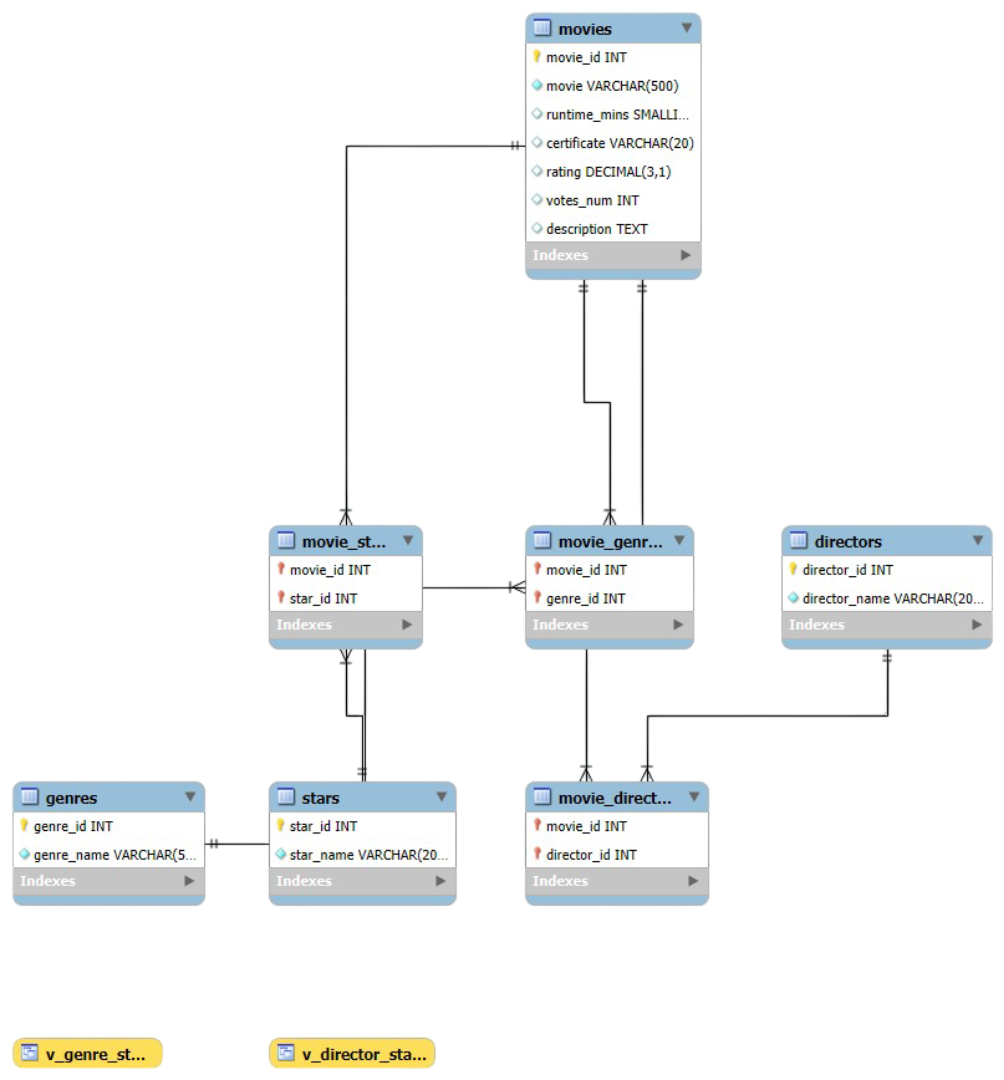 movies
movie_id INT
movie VARCHAR(500)
runtime_mins SMALLI...
certificate VARCHAR(20)
rating DECIMAL(3,1)
votes_num INT
description TEXT
Indexes
movie_st...
movie_id INT
star_id INT
Indexes
movie_genr...
movie_id INT
genre_id INT
Indexes
directors
director_id INT
director_name VARCHAR(20...
Indexes
genres
genre_id INT
genre_name VARCHAR(5...
Indexes
stars
star_id INT
star_name VARCHAR(20...
Indexes
movie_direct...
movie_id INT
director_id INT
Indexes
v_genre_st...
v_director_sta...